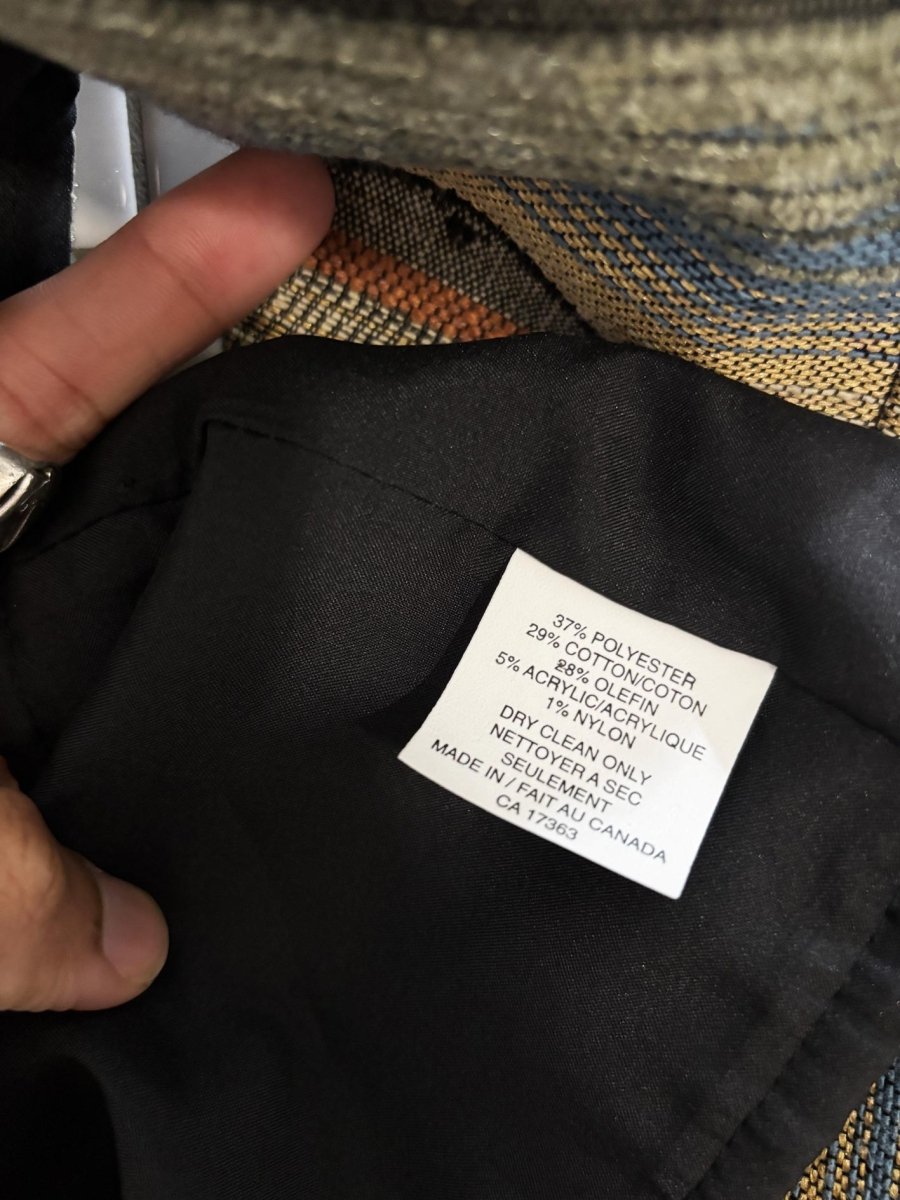 37% POLYESTER
29% COTTON/COTON
28% OLEFIN
5% ACRYLIC/ACRYLIQUE
1% NYLON
DRY CLEAN ONLY
NETTOYER A SEC
SEULEMENT
MADE IN / FAIT AU CANADA
CA 17363